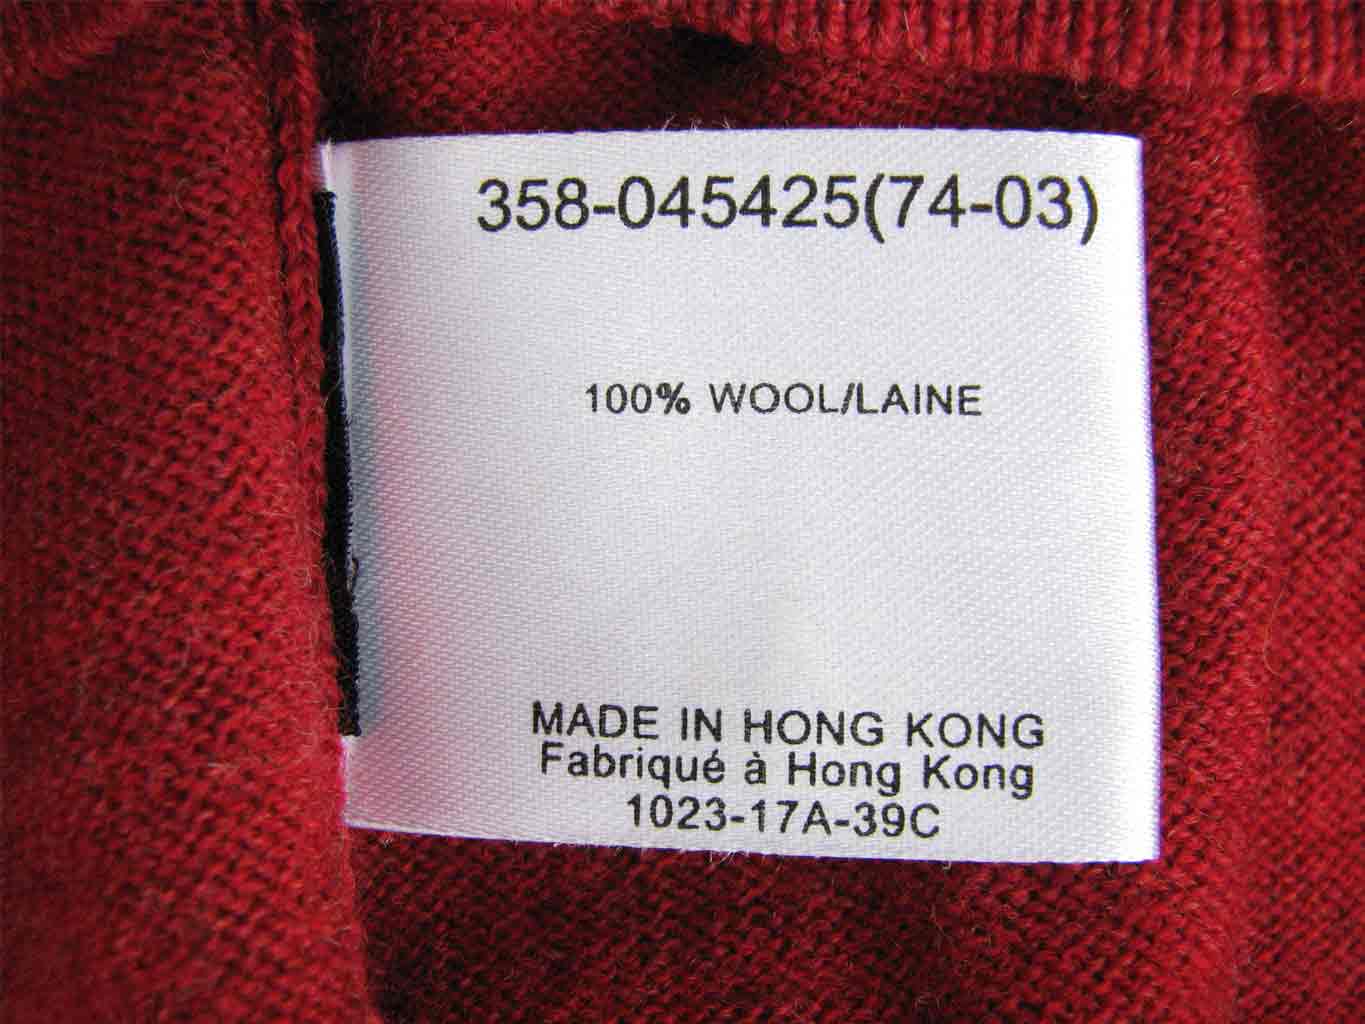 358-045425(74-03)
100% WOOL/LAINE
MADE IN HONG KONG
Fabriqué à Hong Kong
1023-17A-39C